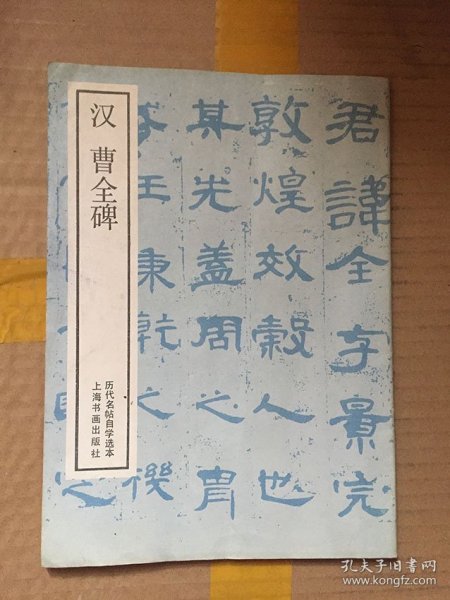 汉 曹全碑
历代名帖自学选本
上海书画出版社
君諱全字景完
敦煌效穀人也
其光蓋周之胄
王秉乾之機
孔夫子旧书网
www.kongfz.com